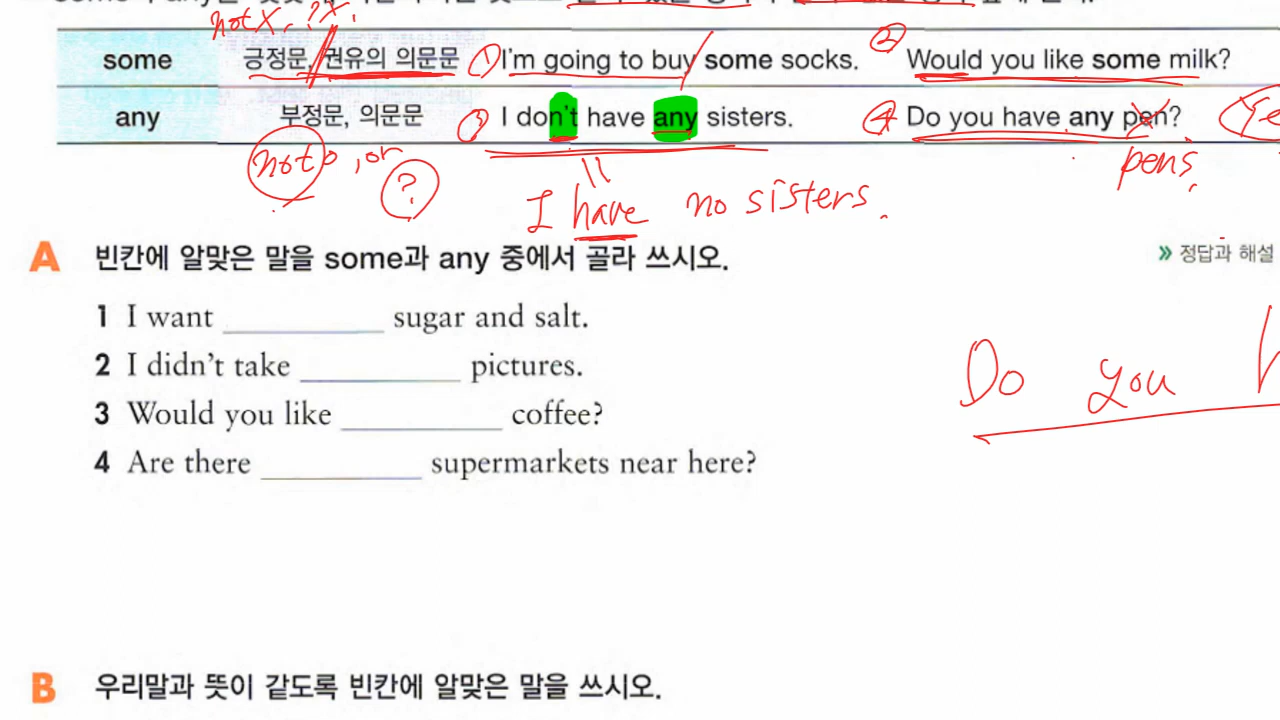 not X, ?X.
some 긍정문, 권유의 의문문 ① I'm going to buy some socks. ② Would you like some milk?
any 부정문, 의문문 ③ I don't have any sisters. ④ Do you have any pen?
not o, or ?
pens,
I have no sisters.
A 빈칸에 알맞은 말을 some과 any 중에서 골라 쓰시오.
» 정답과 해설
1 I want ________ sugar and salt.
2 I didn't take ________ pictures.
Do you
3 Would you like ________ coffee?
4 Are there ________ supermarkets near here?
B 우리말과 뜻이 같도록 빈칸에 알맞은 말을 쓰시오.